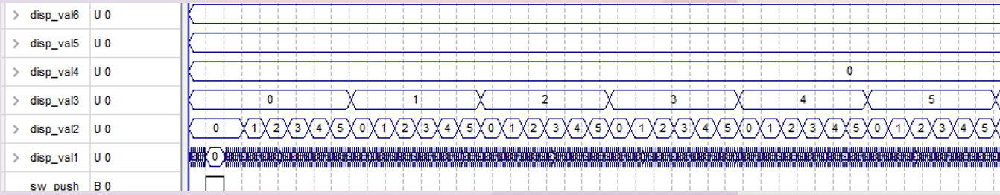 disp_val6 U 0
disp_val5 U 0
disp_val4 U 0 0
disp_val3 U 0 0 1 2 3 4 5
disp_val2 U 0 0 1 2 3 4 5 0 1 2 3 4 5 0 1 2 3 4 5 0 1 2 3 4 5 0 1 2 3 4 5 0 1 2 3 4 5
disp_val1 U 0 0
sw_push B 0